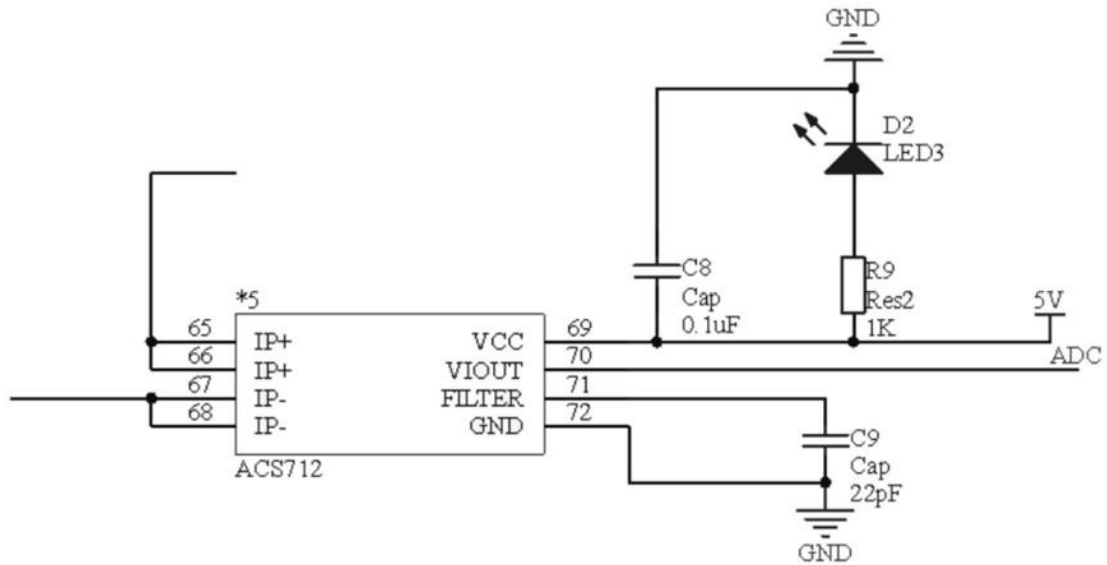 GND
D2
LED3
C8
Cap
0.1uF
R9
Res2
1K
5V
ADC
*5
65 IP+ VCC 69
66 IP+ VIOUT 70
67 IP- FILTER 71
68 IP- GND 72
ACS712
C9
Cap
22pF
GND